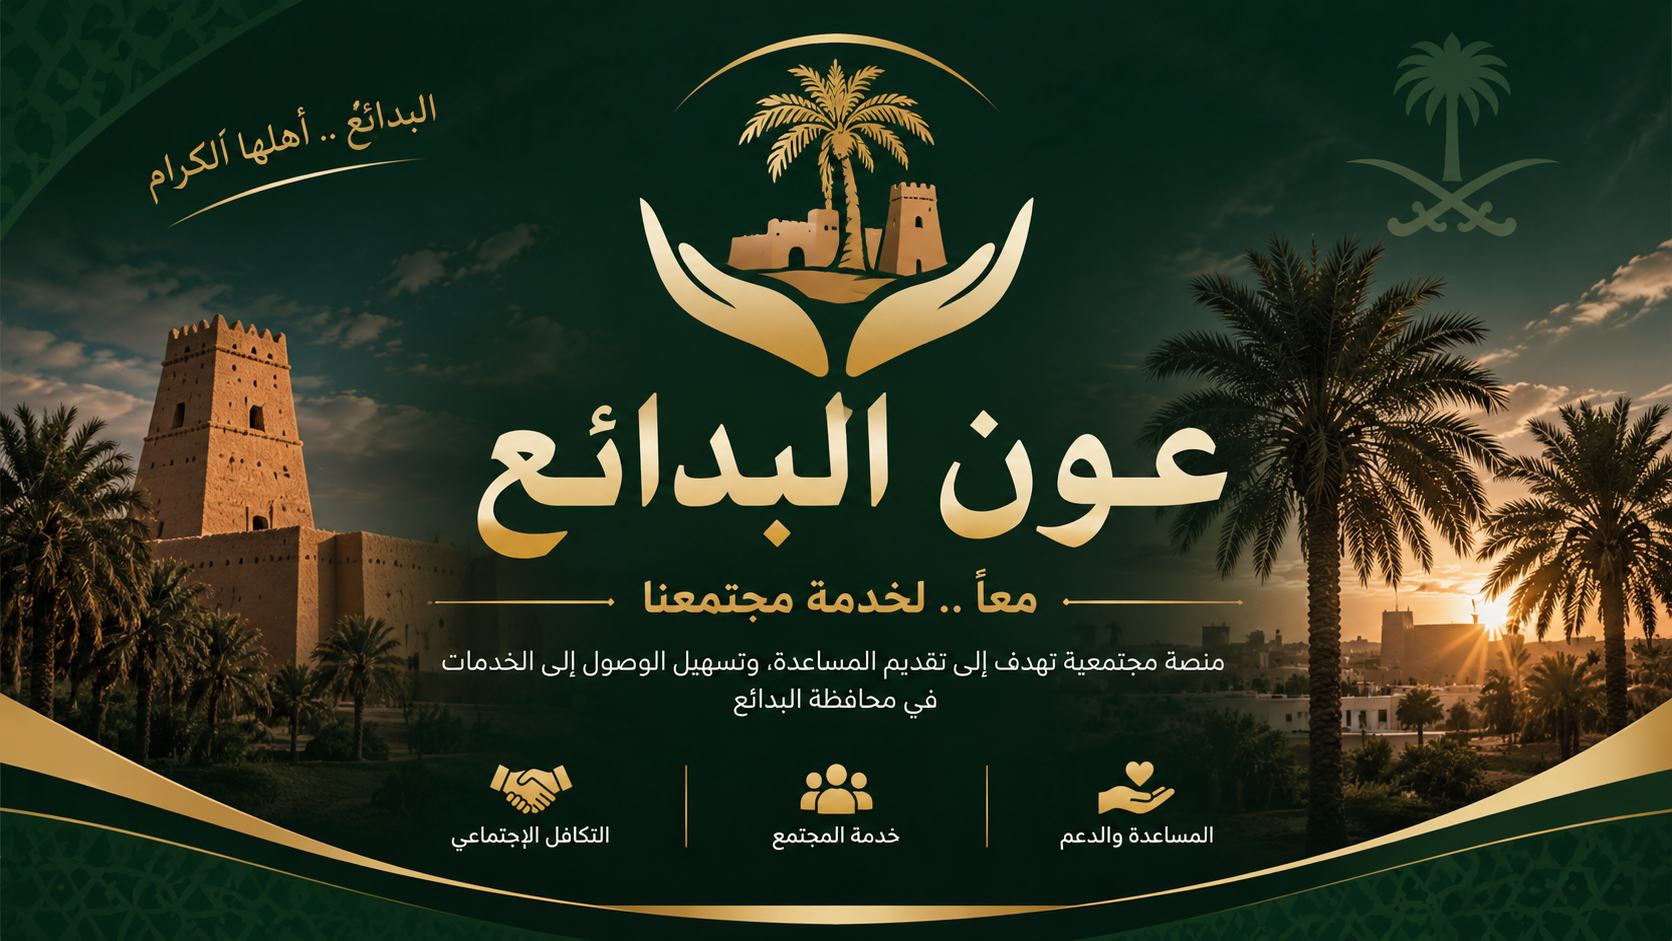 البدائعُ .. أهلها الكرام
عون البدائع
معاً .. لخدمة مجتمعنا
منصة مجتمعية تهدف إلى تقديم المساعدة، وتسهيل الوصول إلى الخدمات
في محافظة البدائع
المساعدة والدعم
خدمة المجتمع
التكافل الإجتماعي